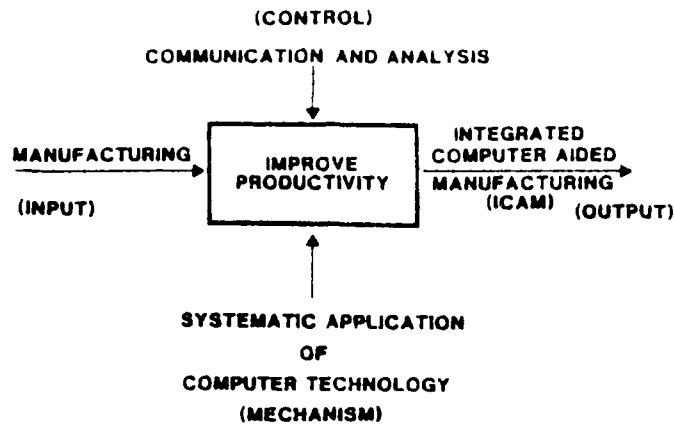 (CONTROL)
COMMUNICATION AND ANALYSIS
MANUFACTURING
(INPUT)
IMPROVE
PRODUCTIVITY
INTEGRATED
COMPUTER AIDED
MANUFACTURING
(ICAM)
(OUTPUT)
SYSTEMATIC APPLICATION
OF
COMPUTER TECHNOLOGY
(MECHANISM)